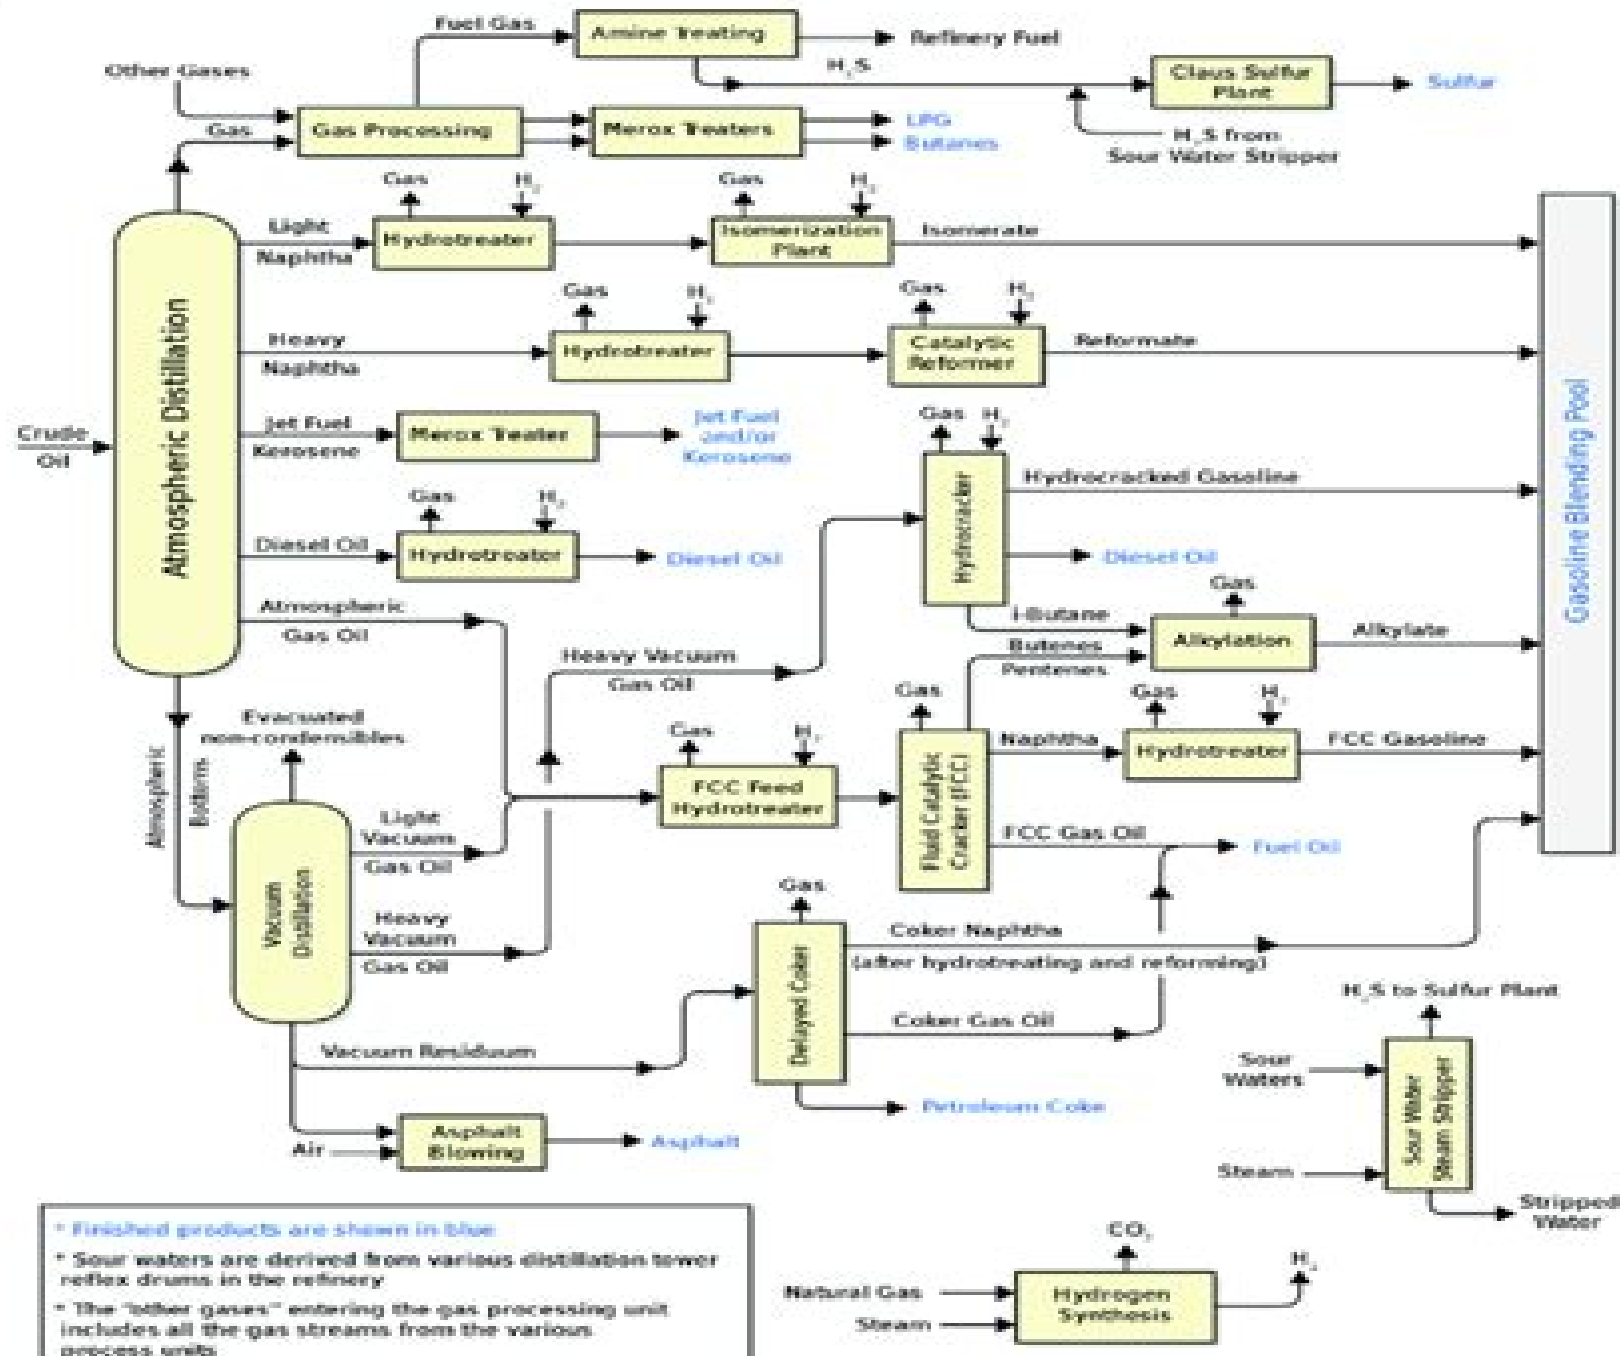 Fuel Gas
Amine Treating
Refinery Fuel
Other Gases
H₂S
Claus Sulfur
Plant
Sulfur
Gas
Gas Processing
Merox Treaters
LPG
Butanes
H₂S from
Sour Water Stripper
Gas
H₂
Gas
H₂
Light
Naphtha
Hydrotreater
Isomerization
Plant
Isomerate
Gas
H₂
Gas
H₂
Heavy
Naphtha
Hydrotreater
Catalytic
Reformer
Reformate
Atmospheric Distillation
Crude
Oil
Jet Fuel
Kerosene
Merox Treater
Jet Fuel
and/or
Kerosene
Gas
H₂
Hydrocracker
Hydrocracked Gasoline
Gasoline Blending Pool
Gas
H₂
Diesel Oil
Hydrotreater
Diesel Oil
Diesel Oil
Gas
Atmospheric
Gas Oil
i-Butane
Butenes
Pentenes
Alkylation
Alkylate
Heavy Vacuum
Gas Oil
Gas
Gas
H₂
Evacuated
non-condensibles
Gas
H₂
Naphtha
Hydrotreater
FCC Gasoline
Atmospheric
Bottoms
FCC Feed
Hydrotreater
Fluid Catalytic
Cracker (FCC)
Light
Vacuum
Gas Oil
FCC Gas Oil
Fuel Oil
Vacuum
Distillation
Heavy
Vacuum
Gas Oil
Gas
Delayed Coker
Coker Naphtha
(after hydrotreating and reforming)
Coker Gas Oil
H₂S to Sulfur Plant
Vacuum Residuum
Sour
Waters
Sour Water
Steam Stripper
Petroleum Coke
Air
Asphalt
Blowing
Asphalt
Steam
Stripped
Water
* Finished products are shown in blue
* Sour waters are derived from various distillation tower
reflex drums in the refinery
* The "other gases" entering the gas processing unit
includes all the gas streams from the various
process units
CO₂
H₂
Natural Gas
Steam
Hydrogen
Synthesis